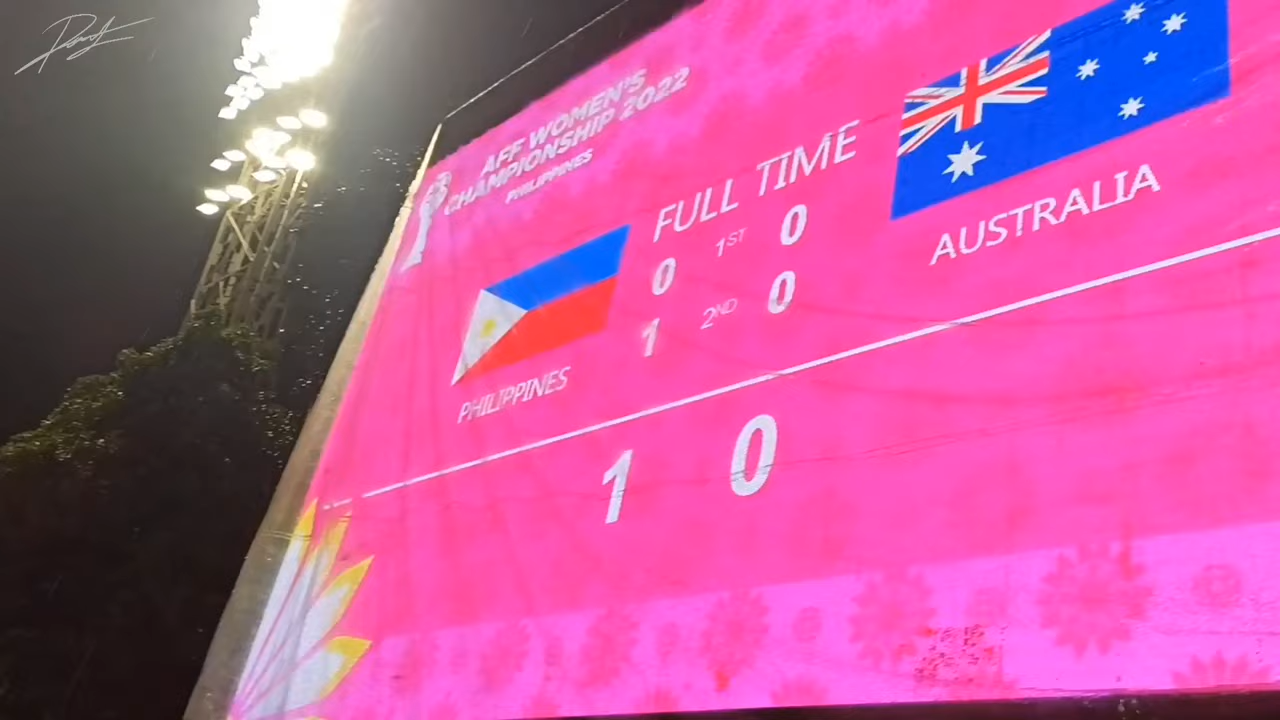 AFF WOMEN'S
CHAMPIONSHIP 2022
PHILIPPINES
FULL TIME
0 1ST 0
1 2ND 0
PHILIPPINES
AUSTRALIA
1 0